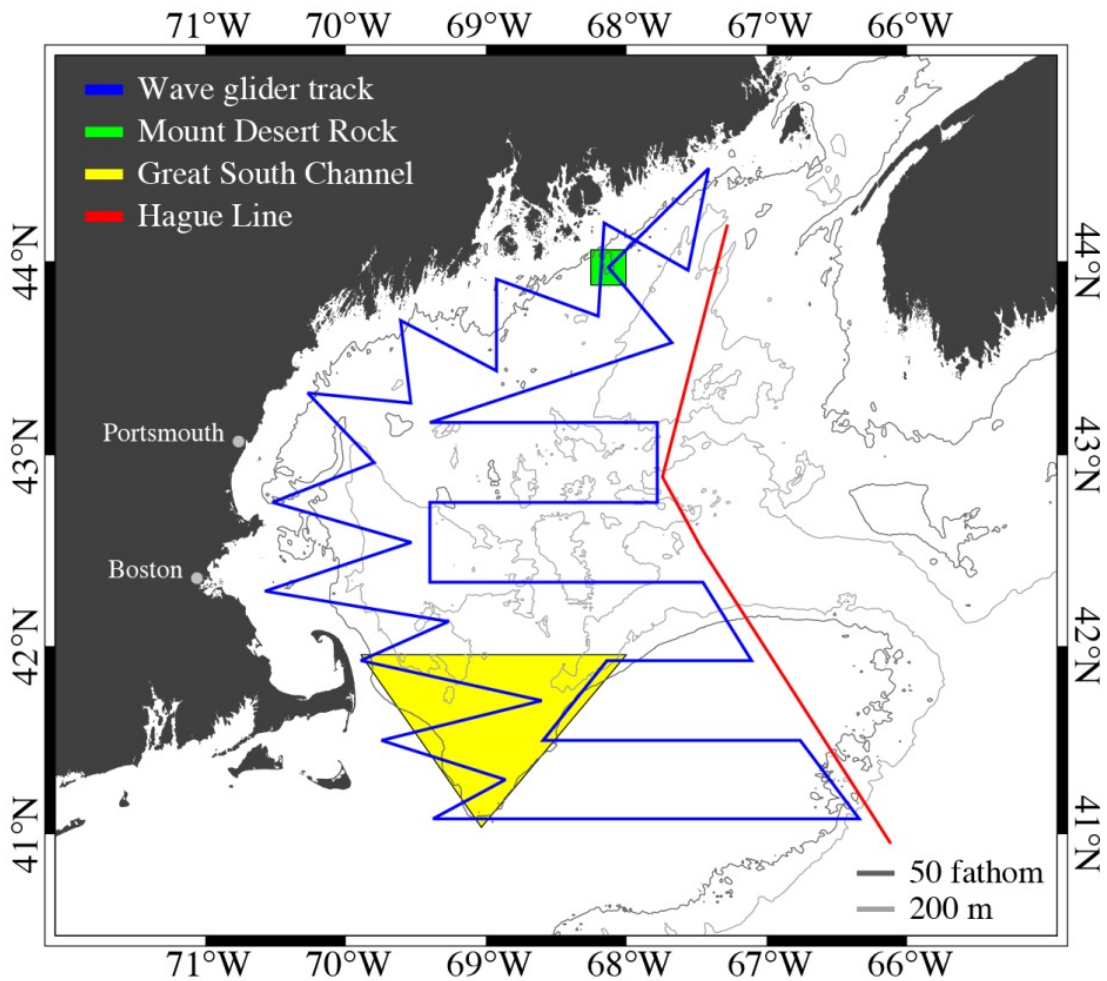 71°W 70°W 69°W 68°W 67°W 66°W
Wave glider track
Mount Desert Rock
Great South Channel
Hague Line
44°N
44°N
Portsmouth
43°N
43°N
Boston
42°N
42°N
41°N
41°N
50 fathom
200 m
71°W 70°W 69°W 68°W 67°W 66°W